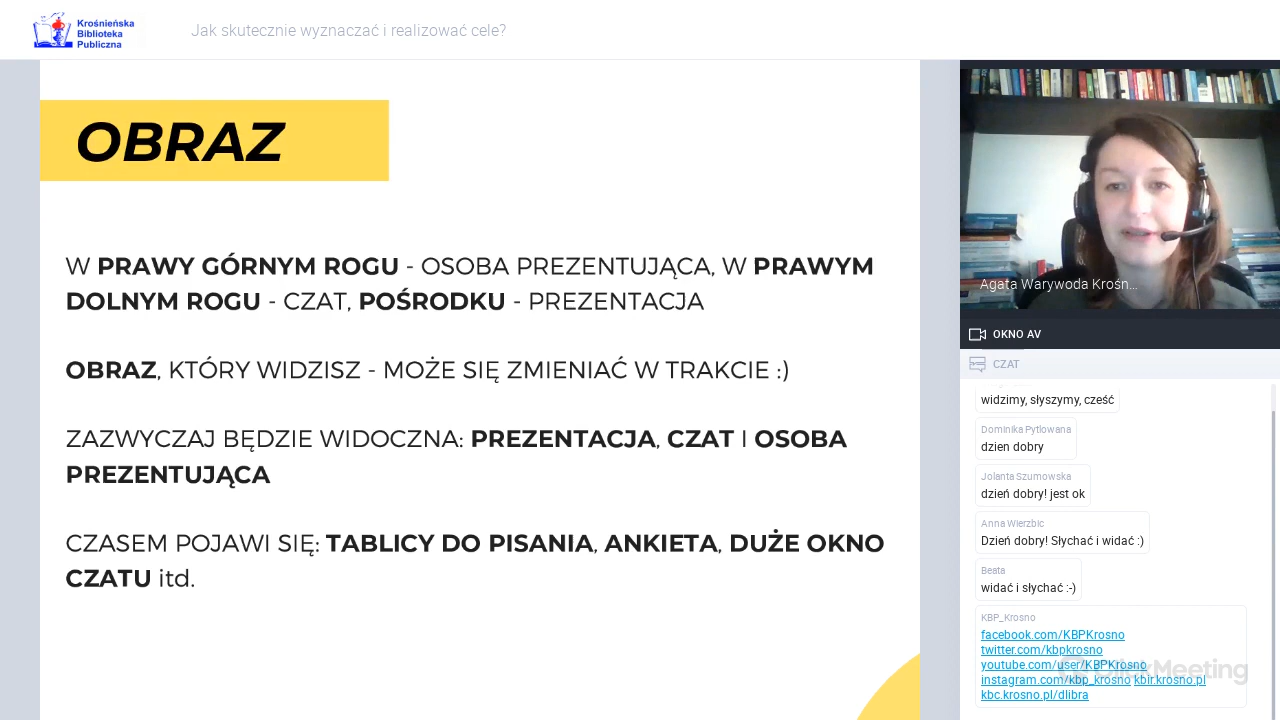 Krośnieńska
Biblioteka
Publiczna
Jak skutecznie wyznaczać i realizować cele?
OBRAZ
W PRAWY GÓRNYM ROGU - OSOBA PREZENTUJĄCA, W PRAWYM
DOLNYM ROGU - CZAT, POŚRODKU - PREZENTACJA
OBRAZ, KTÓRY WIDZISZ - MOŻE SIĘ ZMIENIAĆ W TRAKCIE :)
ZAZWYCZAJ BĘDZIE WIDOCZNA: PREZENTACJA, CZAT I OSOBA
PREZENTUJĄCA
CZASEM POJAWI SIĘ: TABLICY DO PISANIA, ANKIETA, DUŻE OKNO
CZATU itd.
Agata Warywoda Krośn...
OKNO AV
CZAT
widzimy, słyszymy, cześć
Dominika Pytlowana
dzien dobry
Jolanta Szumowska
dzień dobry! jest ok
Anna Wierzbic
Dzień dobry! Słychać i widać :)
Beata
widać i słychać :-)
KBP_Krosno
facebook.com/KBPKrosno
twitter.com/kbpkrosno
youtube.com/user/KBPKrosno
instagram.com/kbp_krosno kbir.krosno.pl
kbc.krosno.pl/dlibra
ClickMeeting